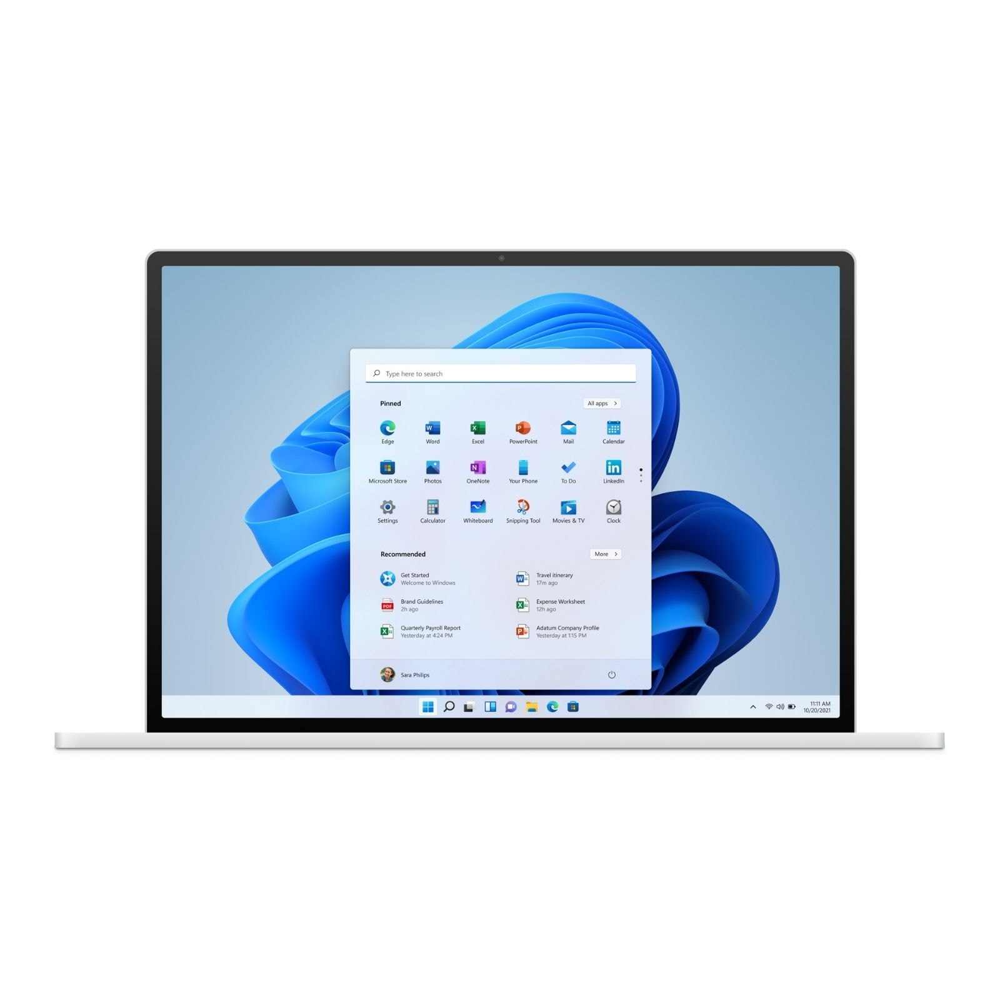 Type here to search
Pinned
All apps
Edge
Word
Excel
PowerPoint
Mail
Calendar
Microsoft Store
Photos
OneNote
Your Phone
To Do
LinkedIn
Settings
Calculator
Whiteboard
Snipping Tool
Movies & TV
Clock
Recommended
More
Get Started
Welcome to Windows
Travel itinerary
17m ago
Brand Guidelines
2h ago
Expense Worksheet
12h ago
Quarterly Payroll Report
Yesterday at 4:24 PM
Adatum Company Profile
Yesterday at 1:15 PM
Sara Philips
11:11 AM
10/20/2021